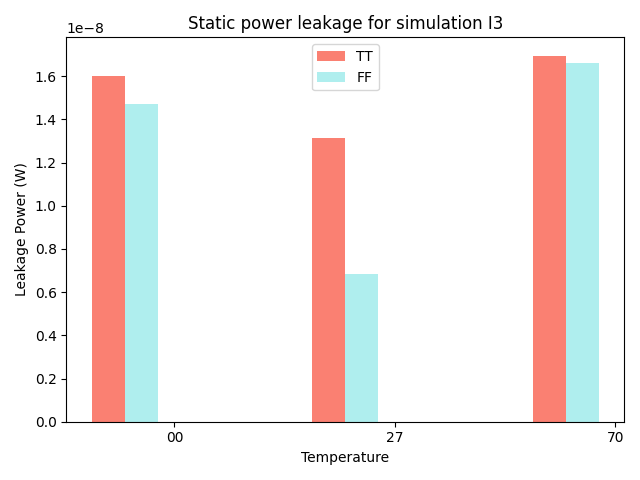 Static power leakage for simulation I3
1e−8
TT
FF
1.6
1.4
1.2
1.0
0.8
0.6
0.4
0.2
0.0
Leakage Power (W)
00 27 70
Temperature